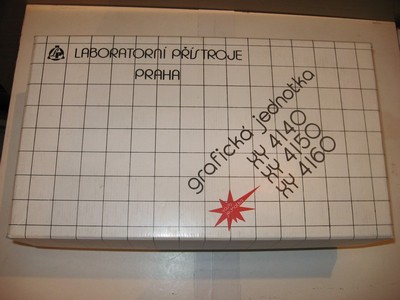 LABORATORNÍ PŘÍSTROJE
PRAHA
grafická jednotka
XY 4140
XY 4150
XY 4160